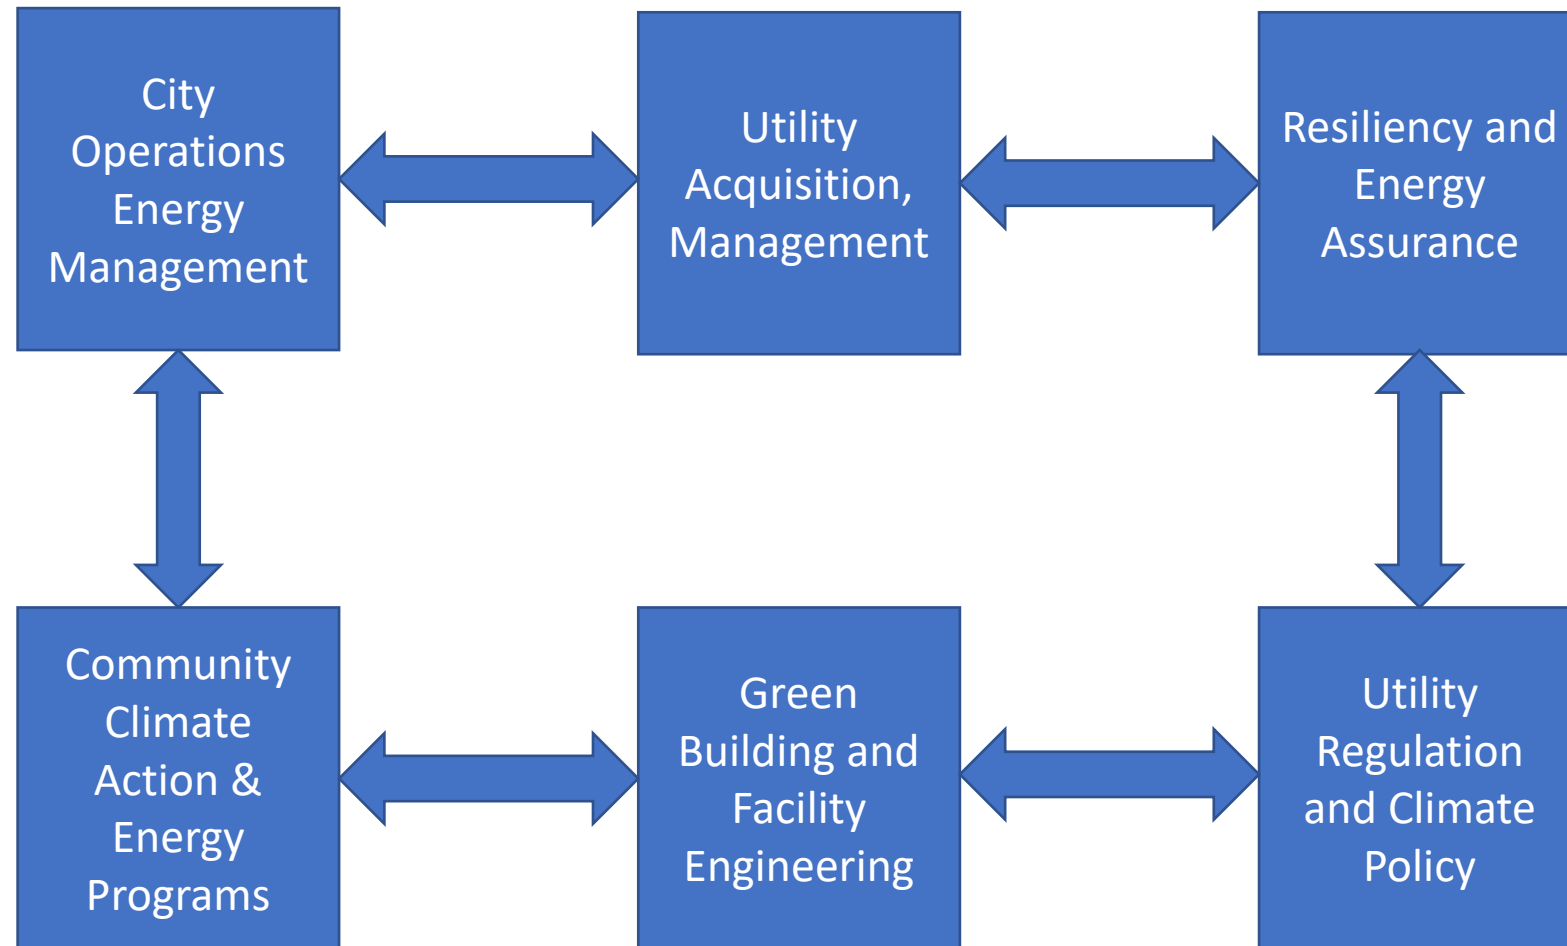 City
Operations
Energy
Management
Utility
Acquisition,
Management
Resiliency and
Energy
Assurance
Community
Climate
Action &
Energy
Programs
Green
Building and
Facility
Engineering
Utility
Regulation
and Climate
Policy